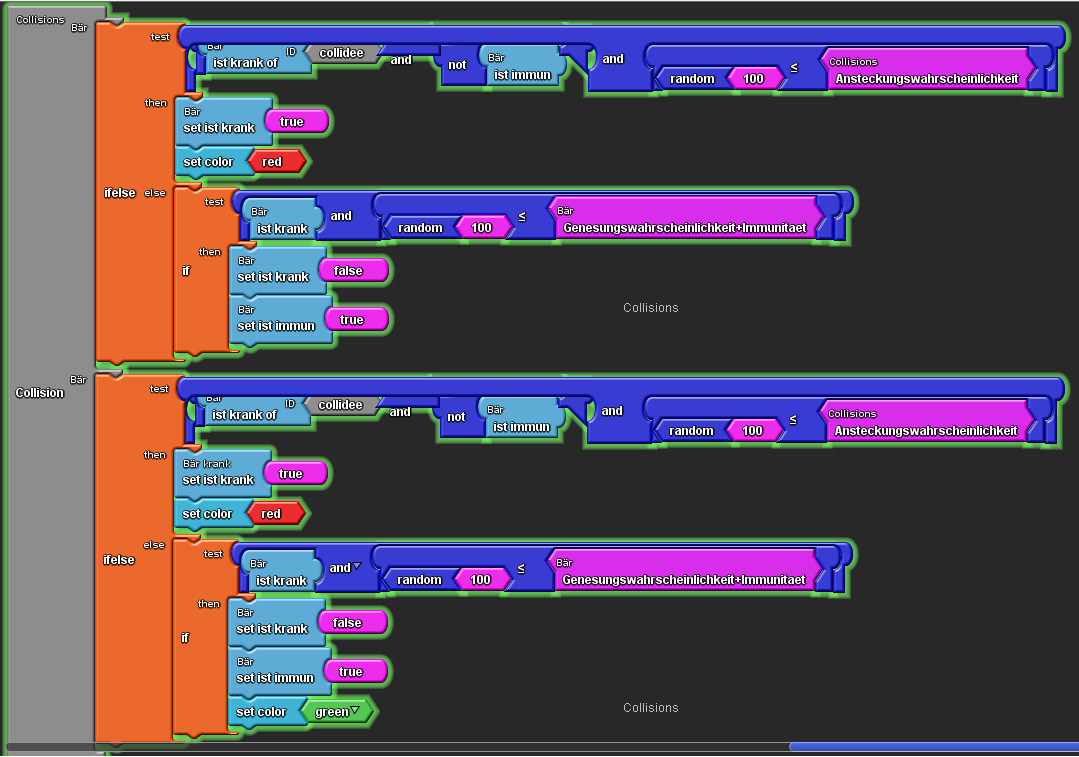 Collisions
Bär
test
Bär
ist krank of ID collidee and not Bär
ist immun and random 100 ≤ Collisions
Ansteckungswahrscheinlichkeit
then
Bär
set ist krank true
set color red
ifelse else
test
Bär
ist krank and random 100 ≤ Bär
Genesungswahrscheinlichkeit+Immunitaet
then
if
Bär
set ist krank false
Bär
set ist immun true
Collisions
Collision Bär
test
Bär
ist krank of ID collidee and not Bär
ist immun and random 100 ≤ Collisions
Ansteckungswahrscheinlichkeit
then
Bär krank
set ist krank true
set color red
ifelse else
test
Bär
ist krank and random 100 ≤ Bär
Genesungswahrscheinlichkeit+Immunitaet
then
if
Bär
set ist krank false
Bär
set ist immun true
set color green
Collisions